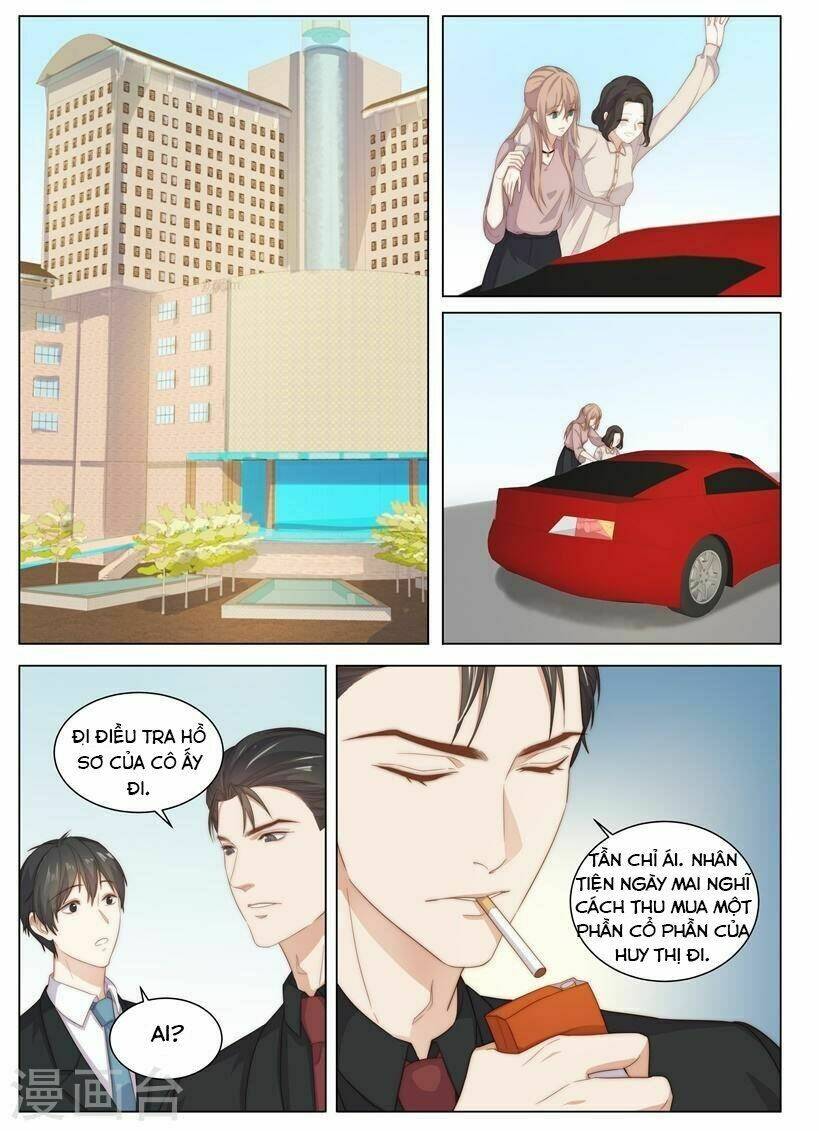 ĐI ĐIỀU TRA HỒ
SƠ CỦA CÔ ẤY
ĐI.
AI?
TẦN CHỈ ÁI. NHÂN
TIỆN NGÀY MAI NGHĨ
CÁCH THU MUA MỘT
PHẦN CỔ PHẦN CỦA
HUY THỊ ĐI.
漫画台